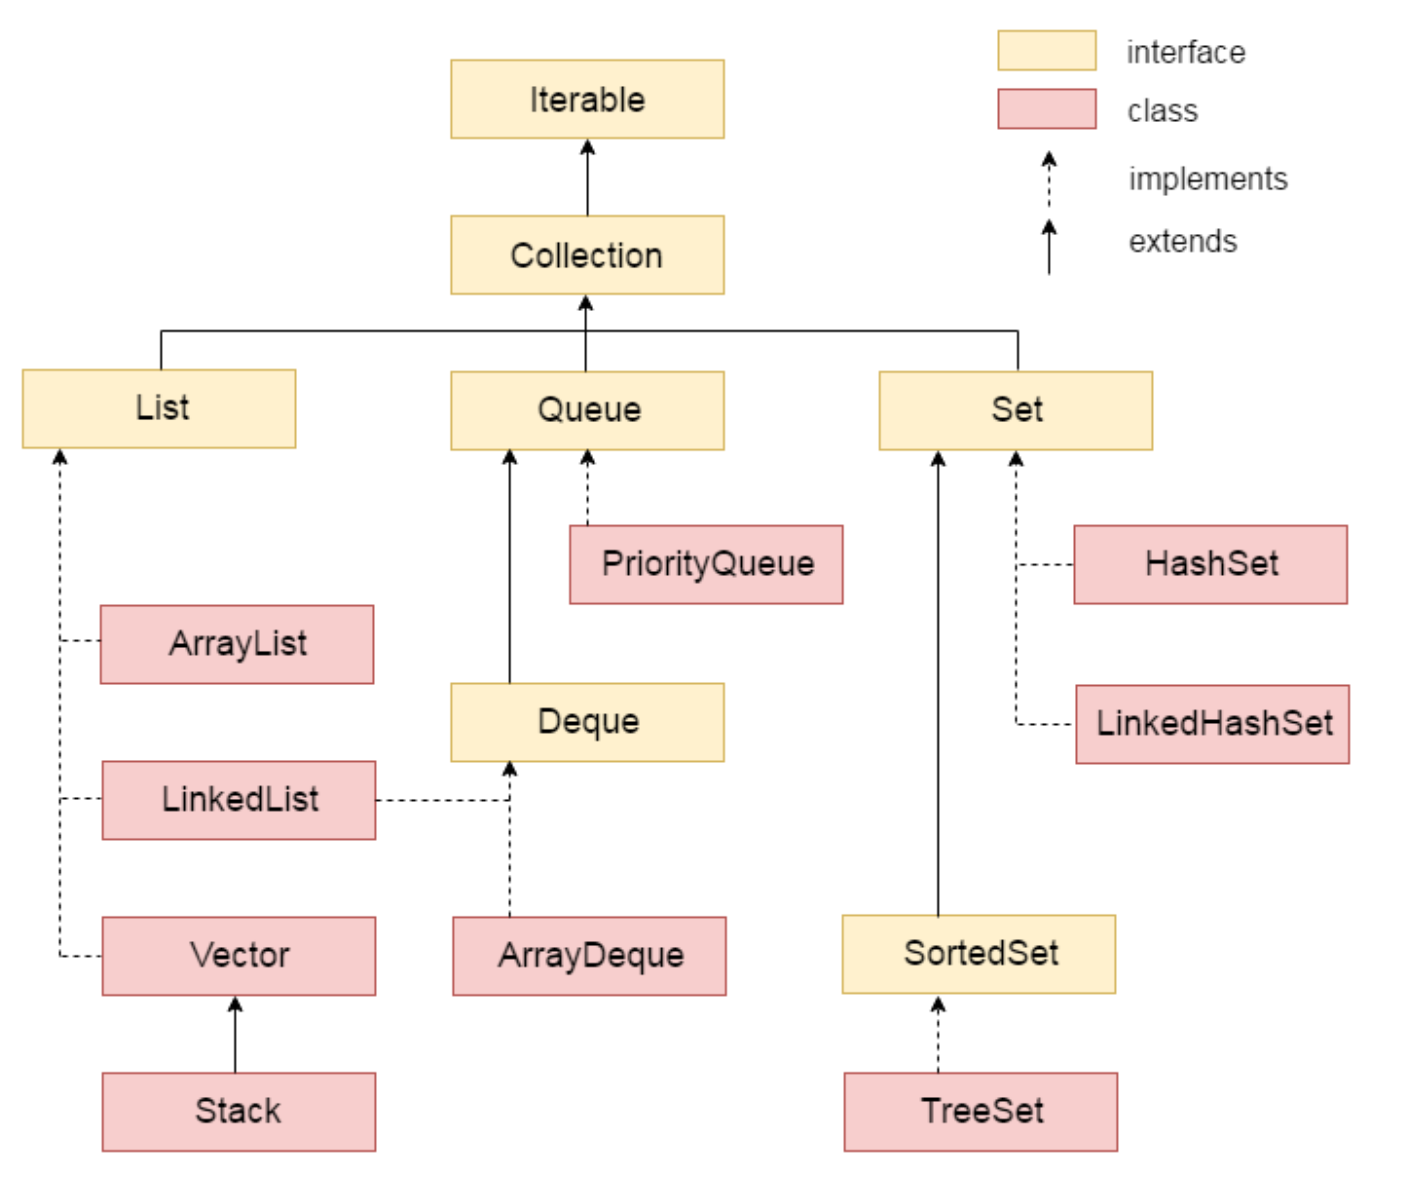 interface
Iterable
class
implements
extends
Collection
List
Queue
Set
PriorityQueue
HashSet
ArrayList
Deque
LinkedHashSet
LinkedList
Vector
ArrayDeque
SortedSet
Stack
TreeSet